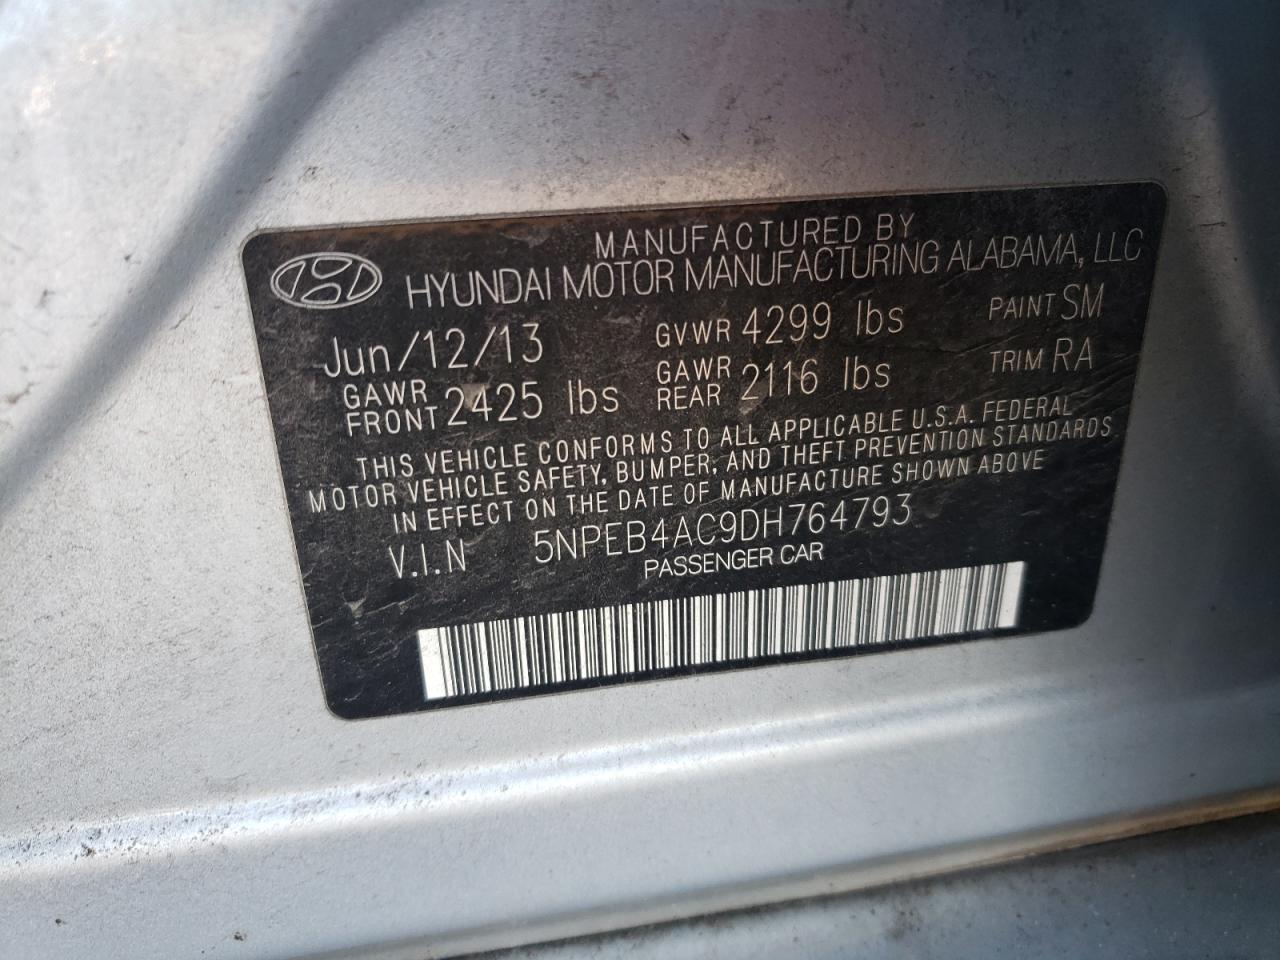 MANUFACTURED BY
HYUNDAI MOTOR MANUFACTURING ALABAMA, LLC
Jun/12/13 GVWR 4299 lbs PAINT SM
GAWR FRONT 2425 lbs GAWR REAR 2116 lbs TRIM RA
THIS VEHICLE CONFORMS TO ALL APPLICABLE U.S.A. FEDERAL
MOTOR VEHICLE SAFETY, BUMPER, AND THEFT PREVENTION STANDARDS
IN EFFECT ON THE DATE OF MANUFACTURE SHOWN ABOVE
V.I.N 5NPEB4AC9DH764793
PASSENGER CAR